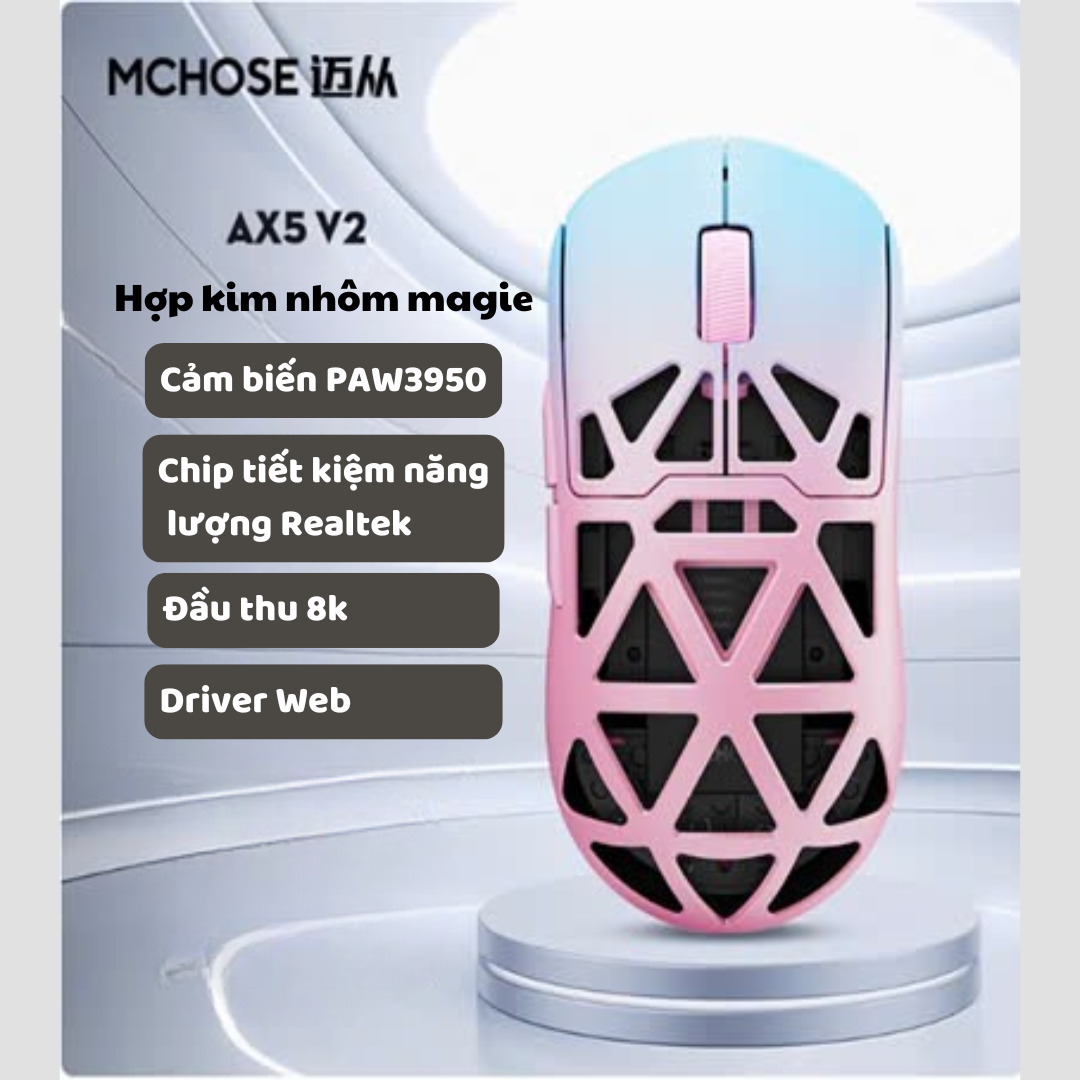 MCHOSE 迈从
AX5 V2
Hợp kim nhôm magie
Cảm biến PAW3950
Chip tiết kiệm năng
lượng Realtek
Đầu thu 8k
Driver Web